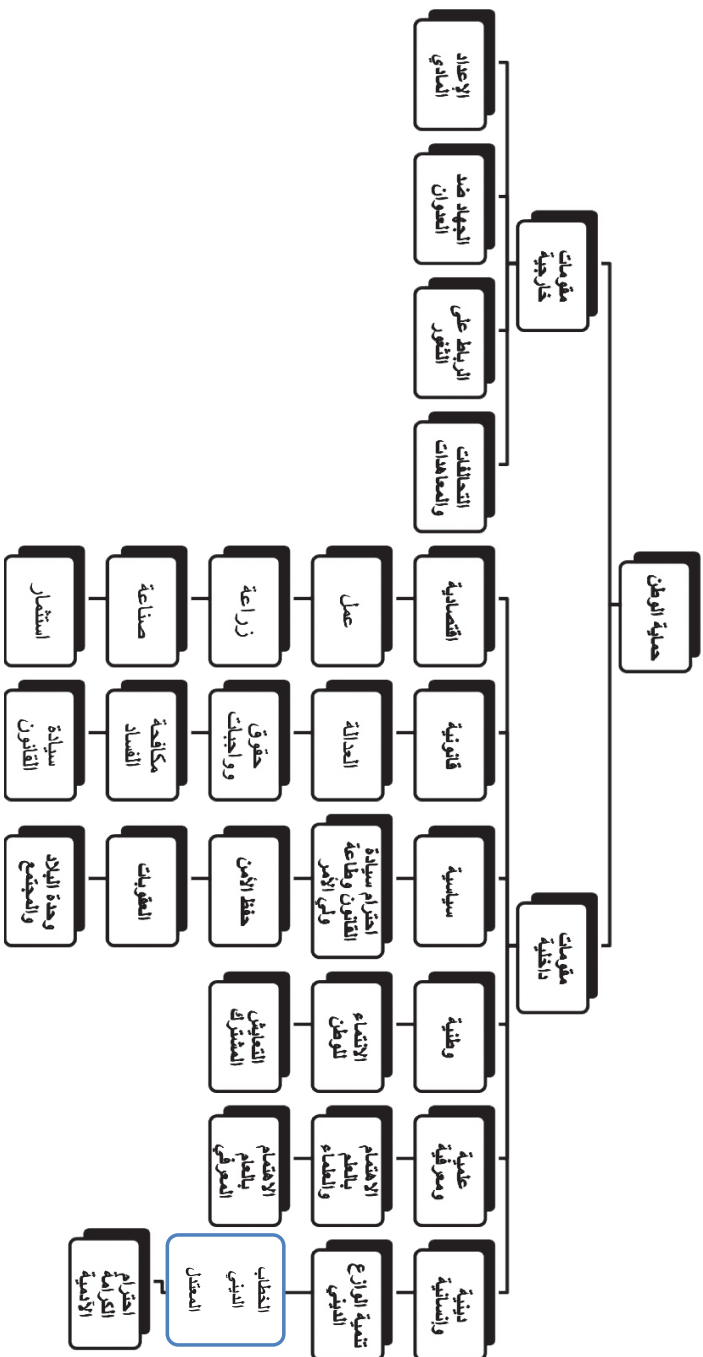 حماية الوطن
مقومات
داخلية
مقومات
خارجية
دينية
وإنسانية
علمية
ومعرفية
وطنية
سياسية
قانونية
اقتصادية
التحالفات
والمعاهدات
الرباط على
الثغور
الجهاد ضد
العدوان
الإعداد
المادي
تنمية الوازع
الديني
الاهتمام
بالعلم
والعلماء
الانتماء
للوطن
احترام سيادة
القانون وطاعة
ولي الأمر
العدالة
عمل
الخطاب
الديني
المعتدل
الاهتمام
بالعام
المعرفي
التعايش
المشترك
حفظ الأمن
حقوق
وواجبات
زراعة
احترام
الكرامة
الآدمية
العقوبات
مكافحة
الفساد
صناعة
وحدة البلاد
والمجتمع
سيادة
القانون
استثمار